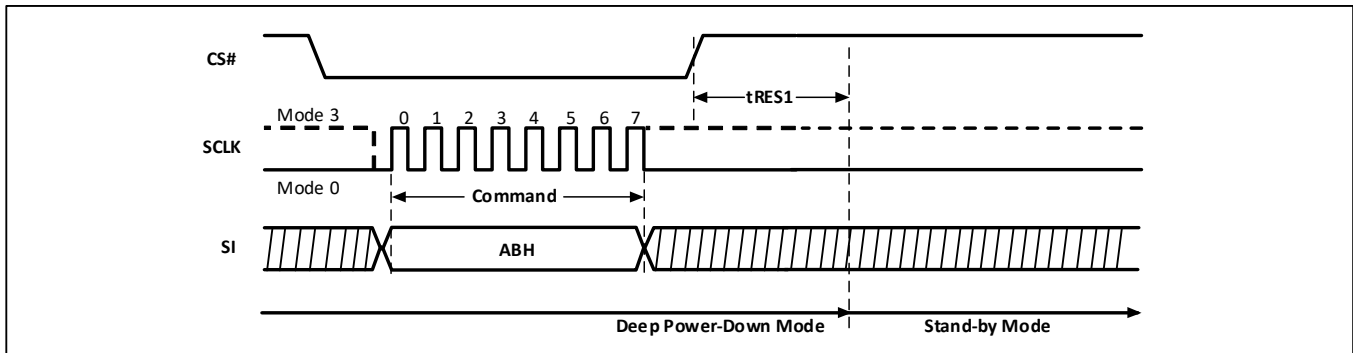 CS#
tRES1
Mode 3
0 1 2 3 4 5 6 7
SCLK
Mode 0
Command
SI
ABH
Deep Power-Down Mode
Stand-by Mode